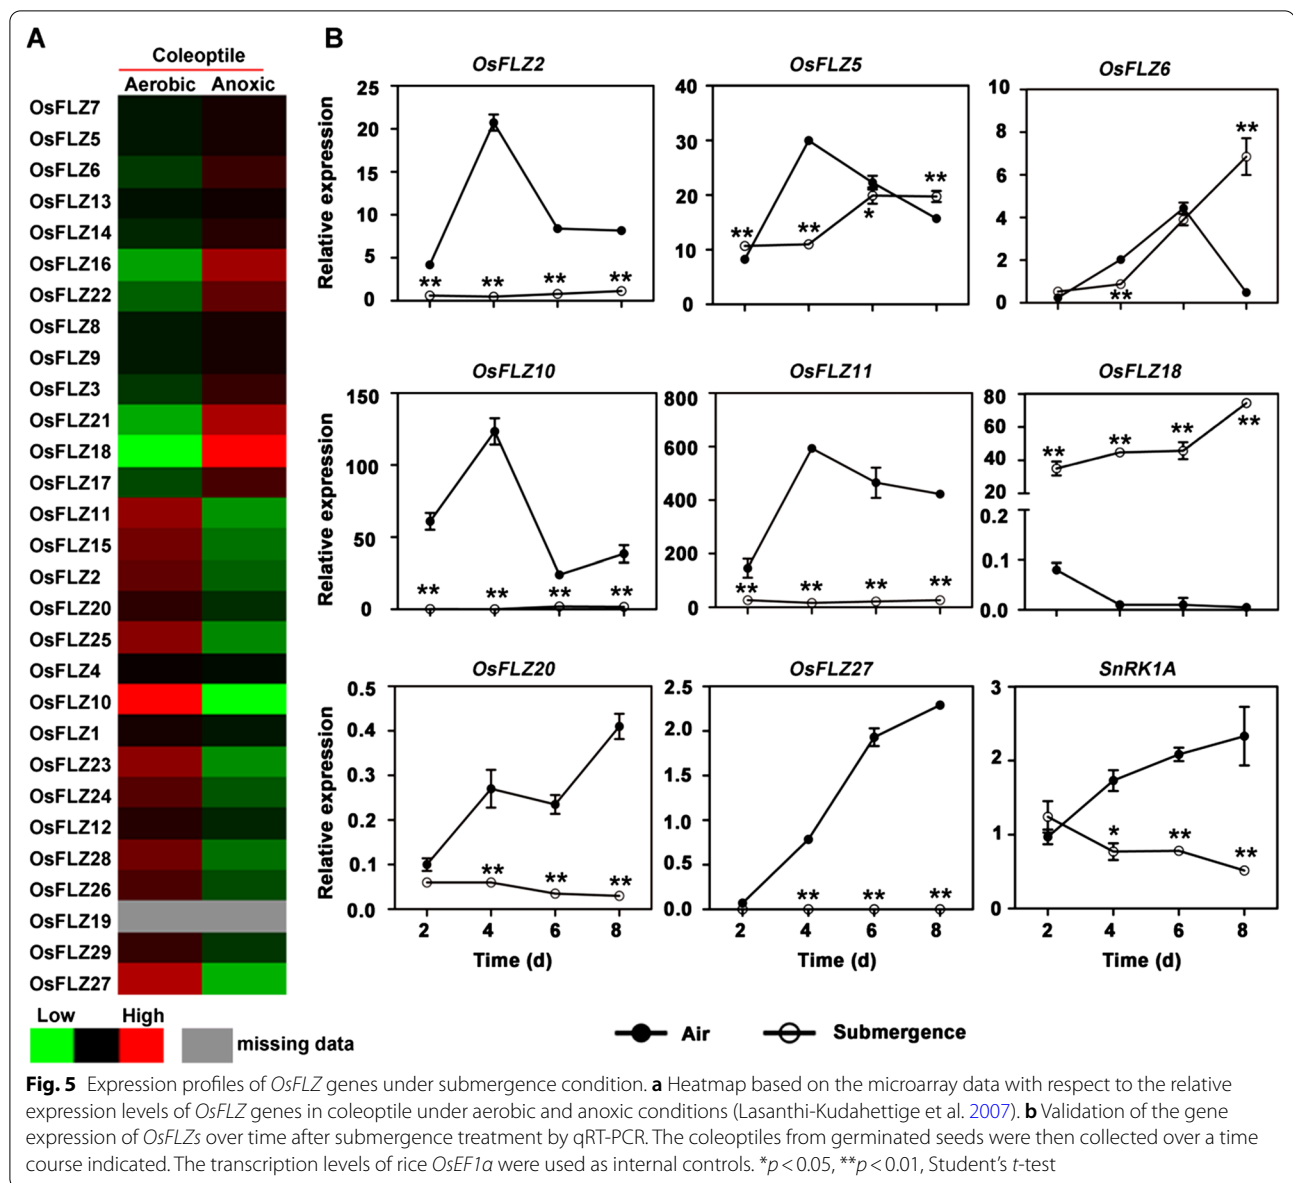 A
Coleoptile
Aerobic Anoxic
OsFLZ7
OsFLZ5
OsFLZ6
OsFLZ13
OsFLZ14
OsFLZ16
OsFLZ22
OsFLZ8
OsFLZ9
OsFLZ3
OsFLZ21
OsFLZ18
OsFLZ17
OsFLZ11
OsFLZ15
OsFLZ2
OsFLZ20
OsFLZ25
OsFLZ4
OsFLZ10
OsFLZ1
OsFLZ23
OsFLZ24
OsFLZ12
OsFLZ28
OsFLZ26
OsFLZ19
OsFLZ29
OsFLZ27
Low High
missing data
B
OsFLZ2
Relative expression
25
20
15
10
5
0
** ** ** **
OsFLZ5
40
30
20
10
0
** ** * **
OsFLZ6
10
8
6
4
2
0
** **
OsFLZ10
Relative expression
150
100
50
0
** ** ** **
OsFLZ11
800
600
400
200
0
** ** ** **
OsFLZ18
80
60
40
20
0.2
0.1
0.0
** ** ** **
OsFLZ20
Relative expression
0.5
0.4
0.3
0.2
0.1
0.0
** ** **
2 4 6 8
Time (d)
OsFLZ27
2.5
2.0
1.5
1.0
0.5
0.0
** ** **
2 4 6 8
Time (d)
SnRK1A
3
2
1
0
* ** **
2 4 6 8
Time (d)
Air Submergence
Fig. 5 Expression profiles of OsFLZ genes under submergence condition. a Heatmap based on the microarray data with respect to the relative
expression levels of OsFLZ genes in coleoptile under aerobic and anoxic conditions (Lasanthi-Kudahettige et al. 2007). b Validation of the gene
expression of OsFLZs over time after submergence treatment by qRT-PCR. The coleoptiles from germinated seeds were then collected over a time
course indicated. The transcription levels of rice OsEF1α were used as internal controls. *p < 0.05, **p < 0.01, Student's t-test